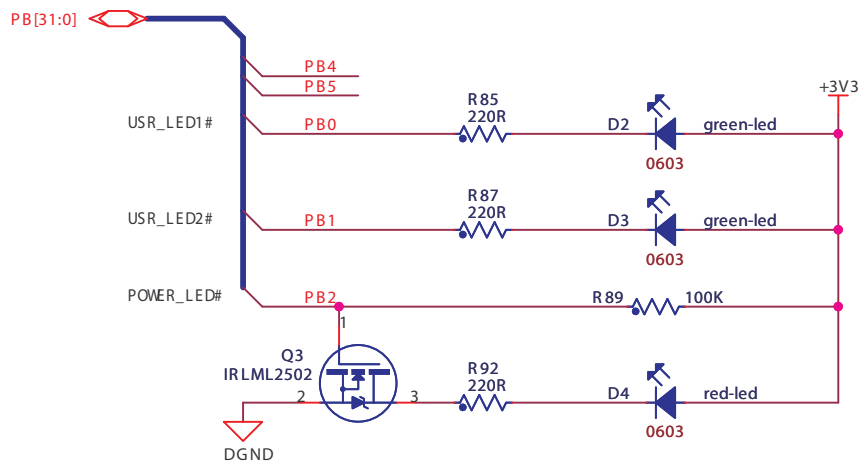 PB[31:0]
PB4
PB5
+3V3
USR_LED1#
PB0
R85
220R
D2
green-led
0603
USR_LED2#
PB1
R87
220R
D3
green-led
0603
POWER_LED#
PB2
R89
100K
1
Q3
IRLML2502
2
3
R92
220R
D4
red-led
0603
DGND